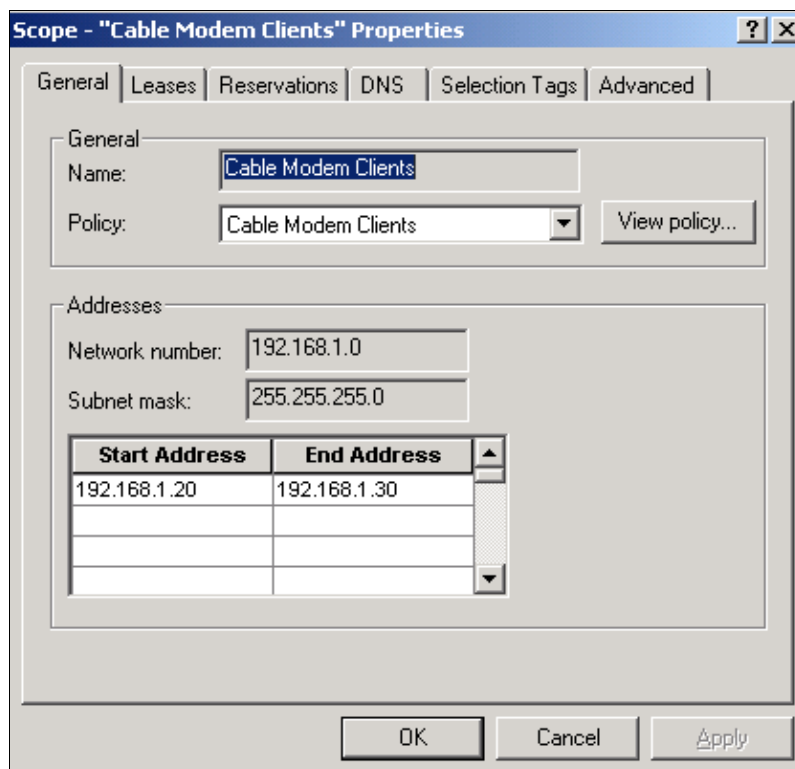 Scope - "Cable Modem Clients" Properties
General Leases Reservations DNS Selection Tags Advanced
General
Name: Cable Modem Clients
Policy: Cable Modem Clients View policy...
Addresses
Network number: 192.168.1.0
Subnet mask: 255.255.255.0
Start Address End Address
192.168.1.20 192.168.1.30
OK Cancel Apply